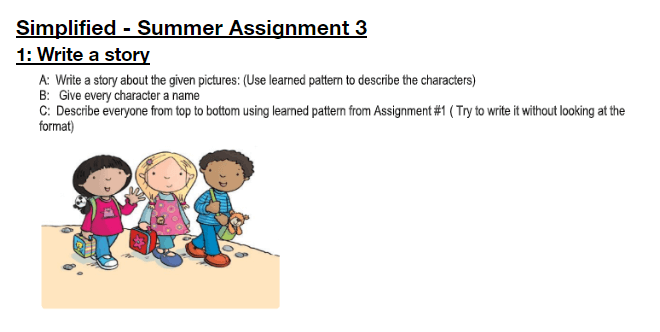 Simplified - Summer Assignment 3
1: Write a story
A: Write a story about the given pictures: (Use learned pattern to describe the characters)
B: Give every character a name
C: Describe everyone from top to bottom using learned pattern from Assignment #1 ( Try to write it without looking at the
format)